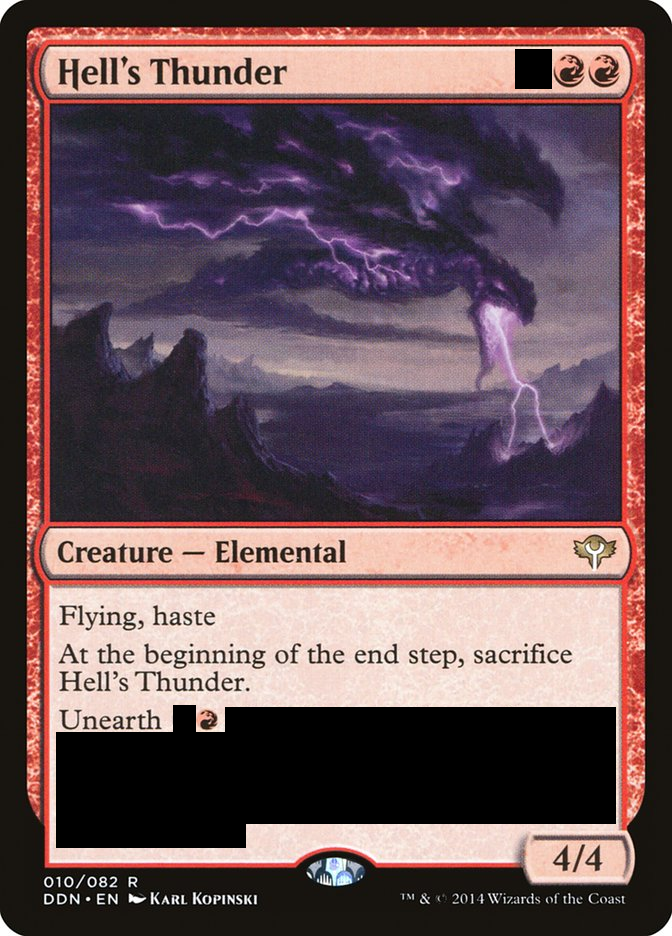 Hell's Thunder
Creature — Elemental
Flying, haste
At the beginning of the end step, sacrifice
Hell's Thunder.
Unearth
4/4
010/082 R
DDN • EN Karl Kopinski
™ & © 2014 Wizards of the Coast